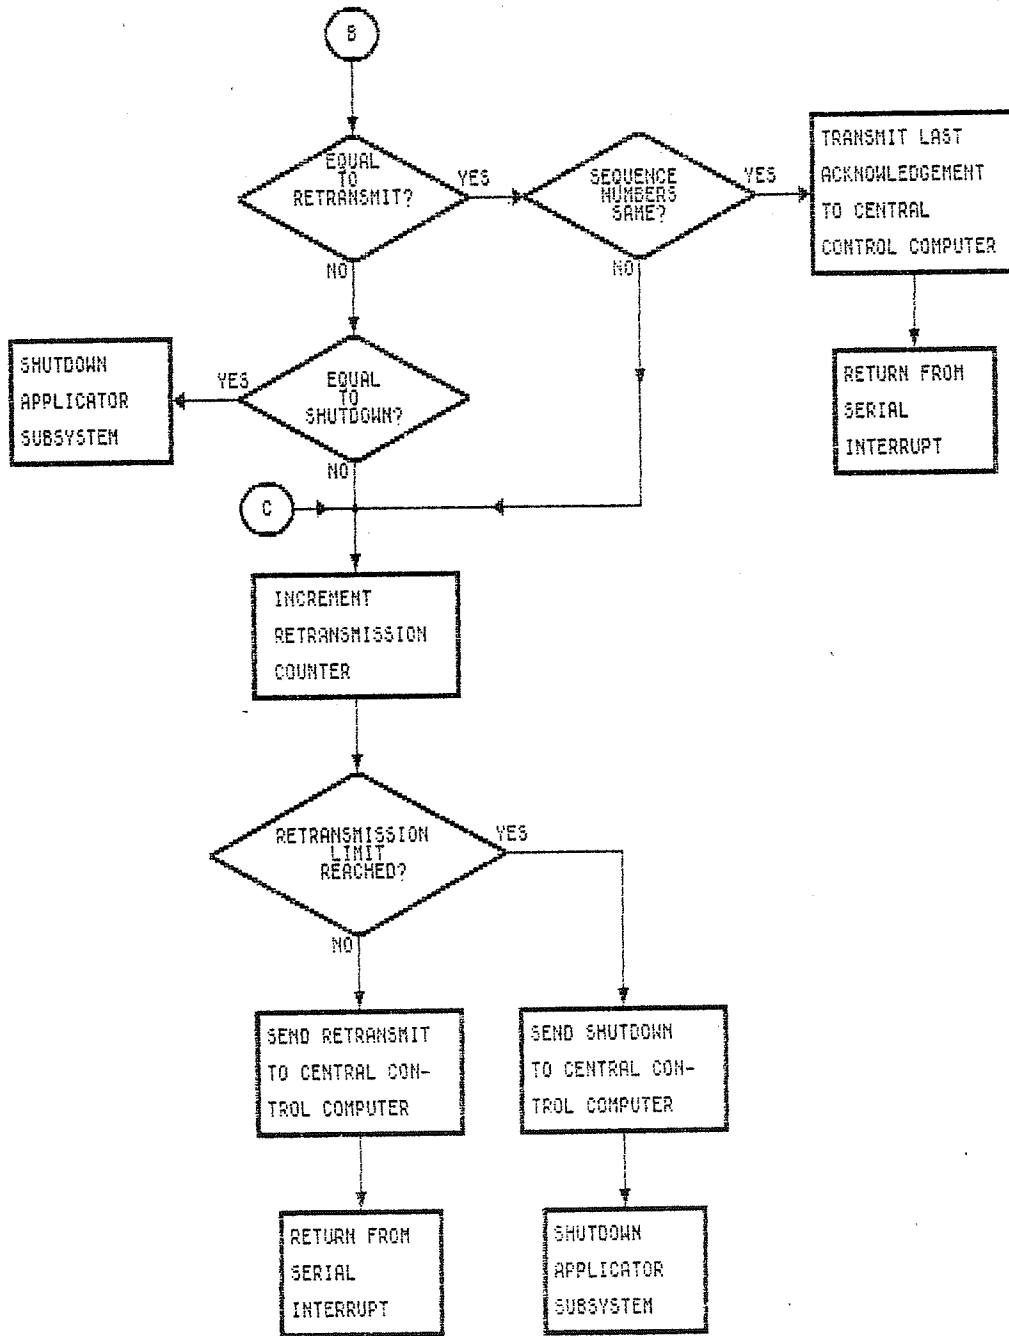 B
EQUAL
TO
RETRANSMIT?
YES
NO
SEQUENCE
NUMBERS
SAME?
YES
NO
TRANSMIT LAST
ACKNOWLEDGEMENT
TO CENTRAL
CONTROL COMPUTER
RETURN FROM
SERIAL
INTERRUPT
EQUAL
TO
SHUTDOWN?
YES
NO
SHUTDOWN
APPLICATOR
SUBSYSTEM
C
INCREMENT
RETRANSMISSION
COUNTER
RETRANSMISSION
LIMIT
REACHED?
YES
NO
SEND RETRANSMIT
TO CENTRAL CON-
TROL COMPUTER
SEND SHUTDOWN
TO CENTRAL CON-
TROL COMPUTER
RETURN FROM
SERIAL
INTERRUPT
SHUTDOWN
APPLICATOR
SUBSYSTEM